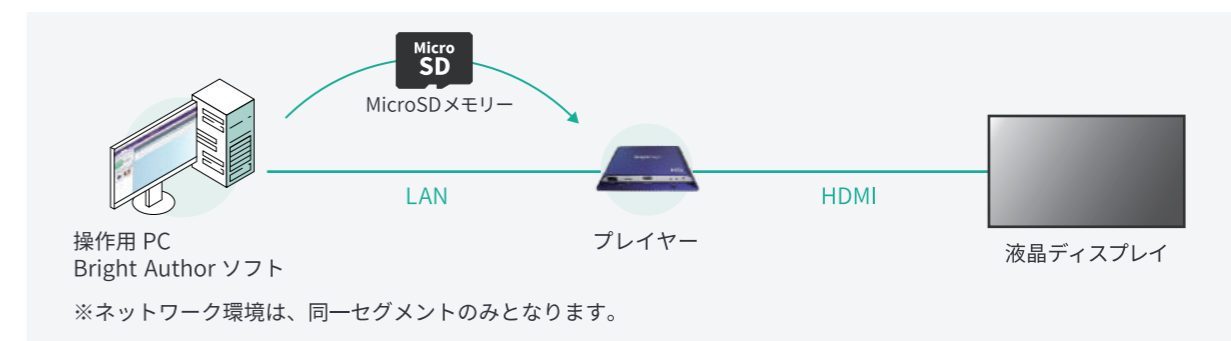 Micro
SD
MicroSDメモリー
LAN
HDMI
操作用 PC
Bright Author ソフト
プレイヤー
液晶ディスプレイ
※ネットワーク環境は、同一セグメントのみとなります。